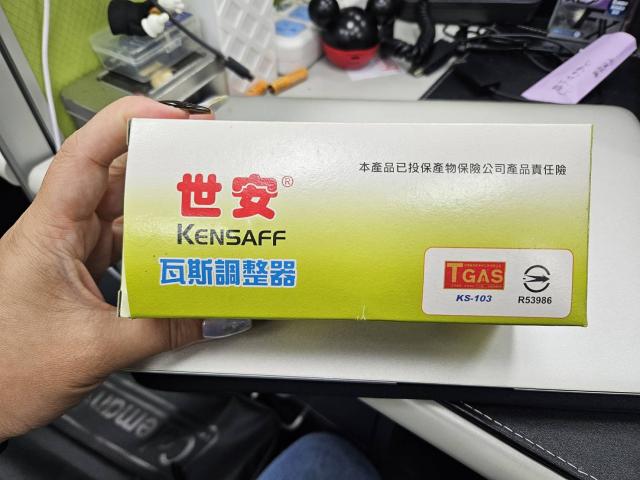 本產品已投保產物保險公司產品責任險
世安®
KENSAFF
瓦斯調整器
TGAS
KS-103
R53986
Coleman